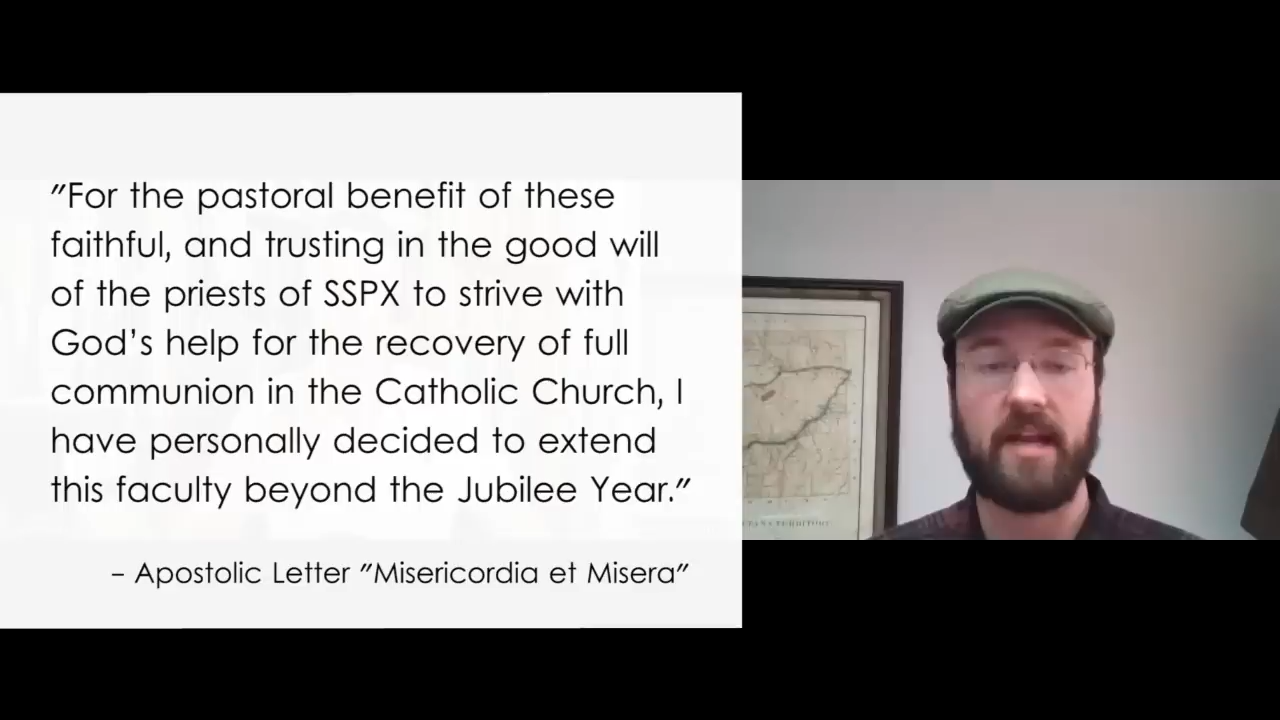 "For the pastoral benefit of these
faithful, and trusting in the good will
of the priests of SSPX to strive with
God's help for the recovery of full
communion in the Catholic Church, I
have personally decided to extend
this faculty beyond the Jubilee Year."
– Apostolic Letter "Misericordia et Misera"